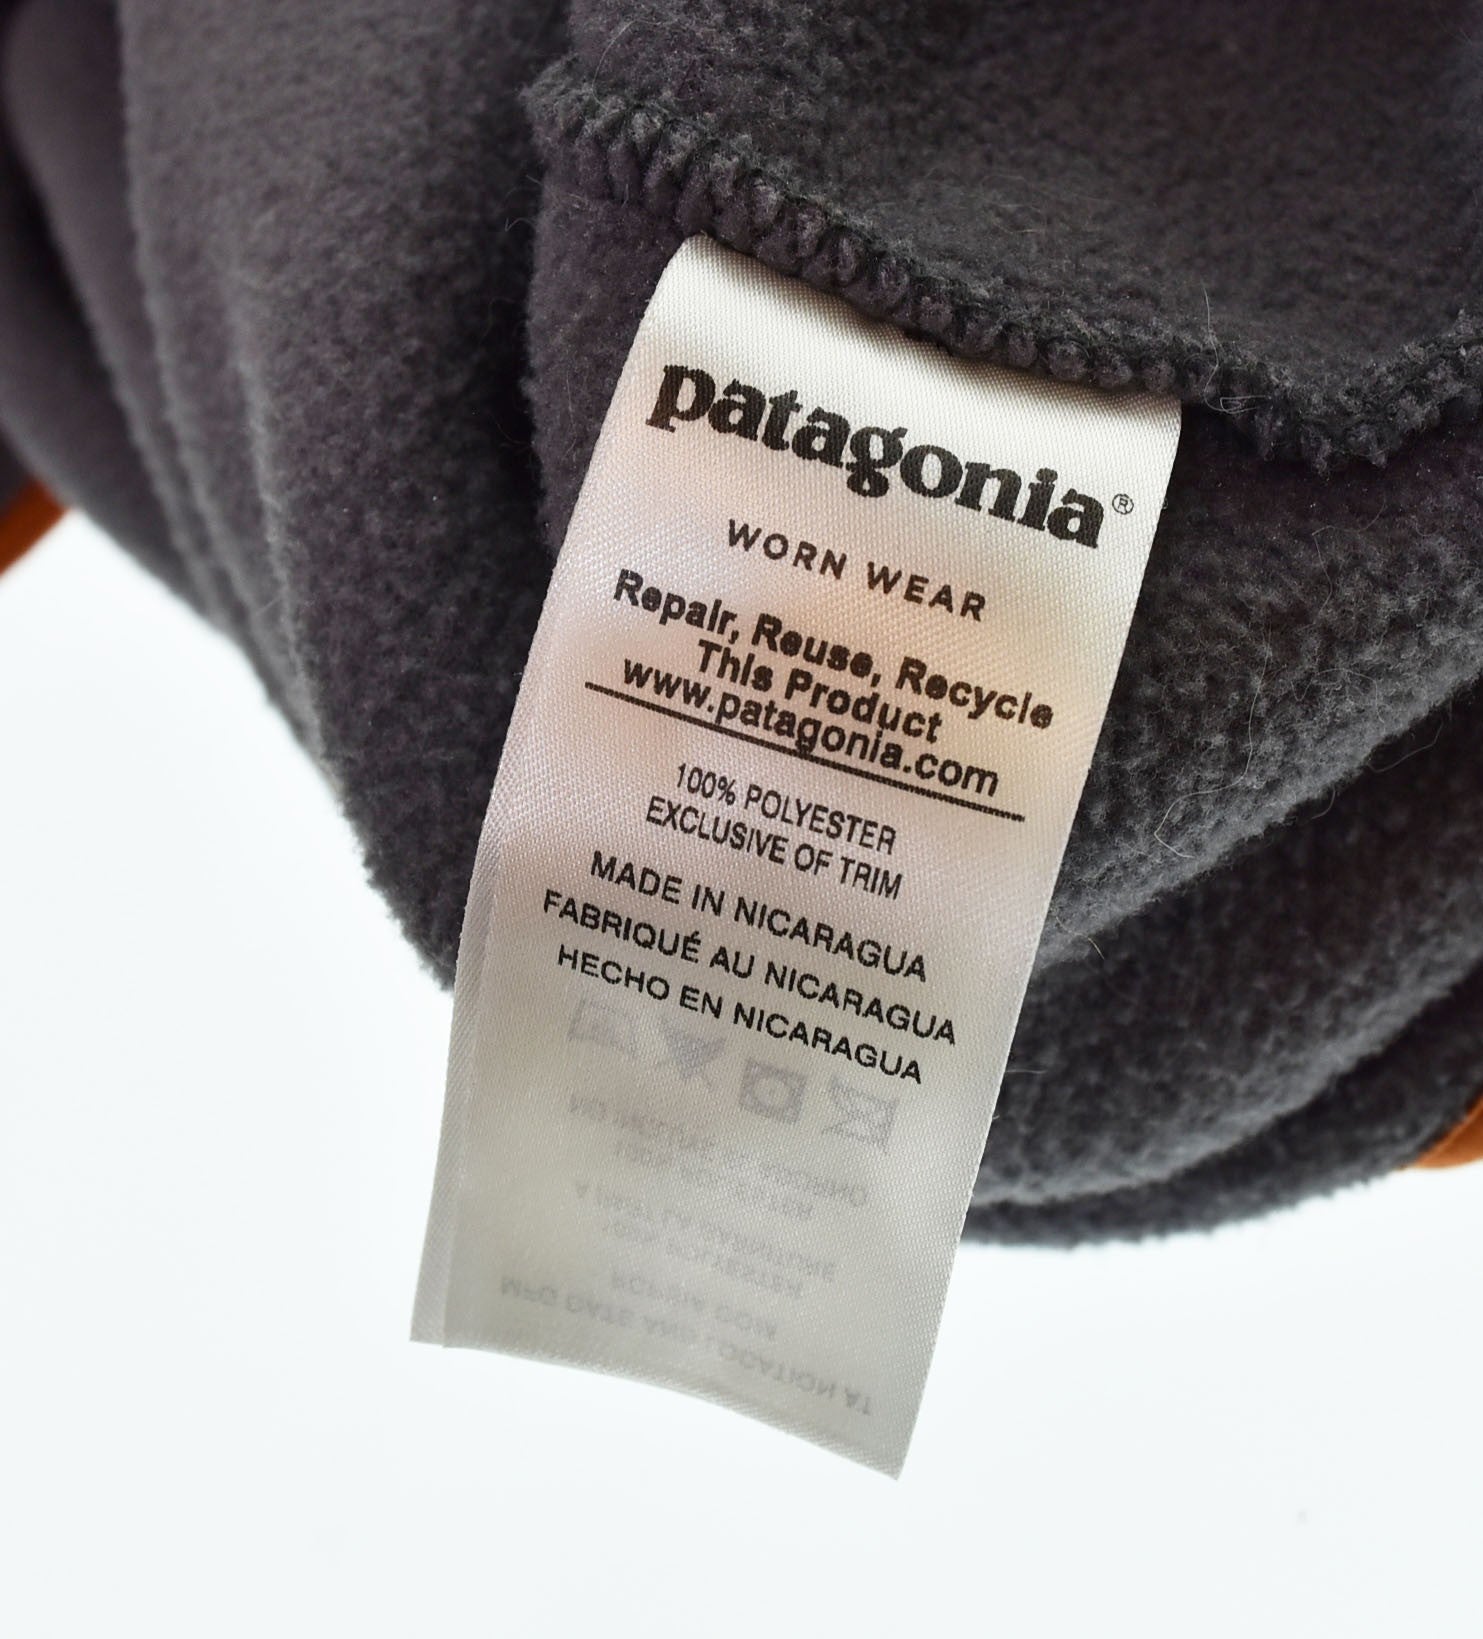 patagonia®
WORN WEAR
Repair, Reuse, Recycle
This Product
www.patagonia.com
100% POLYESTER
EXCLUSIVE OF TRIM
MADE IN NICARAGUA
FABRIQUÉ AU NICARAGUA
HECHO EN NICARAGUA